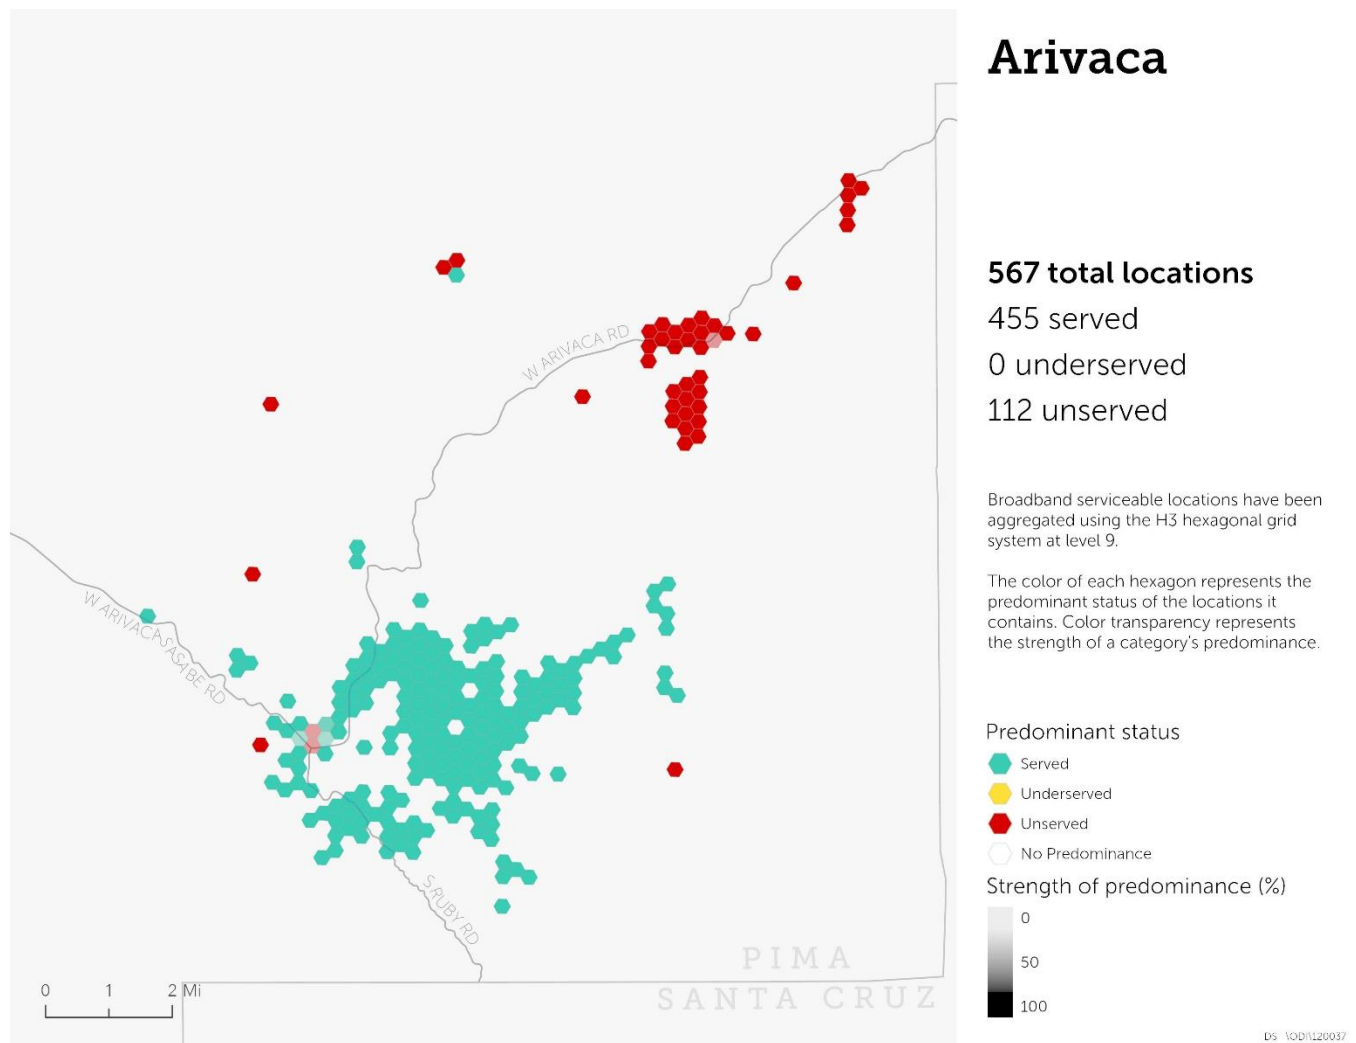 Arivaca
567 total locations
455 served
0 underserved
112 unserved
Broadband serviceable locations have been
aggregated using the H3 hexagonal grid
system at level 9.
The color of each hexagon represents the
predominant status of the locations it
contains. Color transparency represents
the strength of a category's predominance.
Predominant status
Served
Underserved
Unserved
No Predominance
Strength of predominance (%)
0
50
100
W ARIVACA RD
W ARIVACASASABE RD
S RUBY RD
PIMA
SANTA CRUZ
0 1 2 Mi